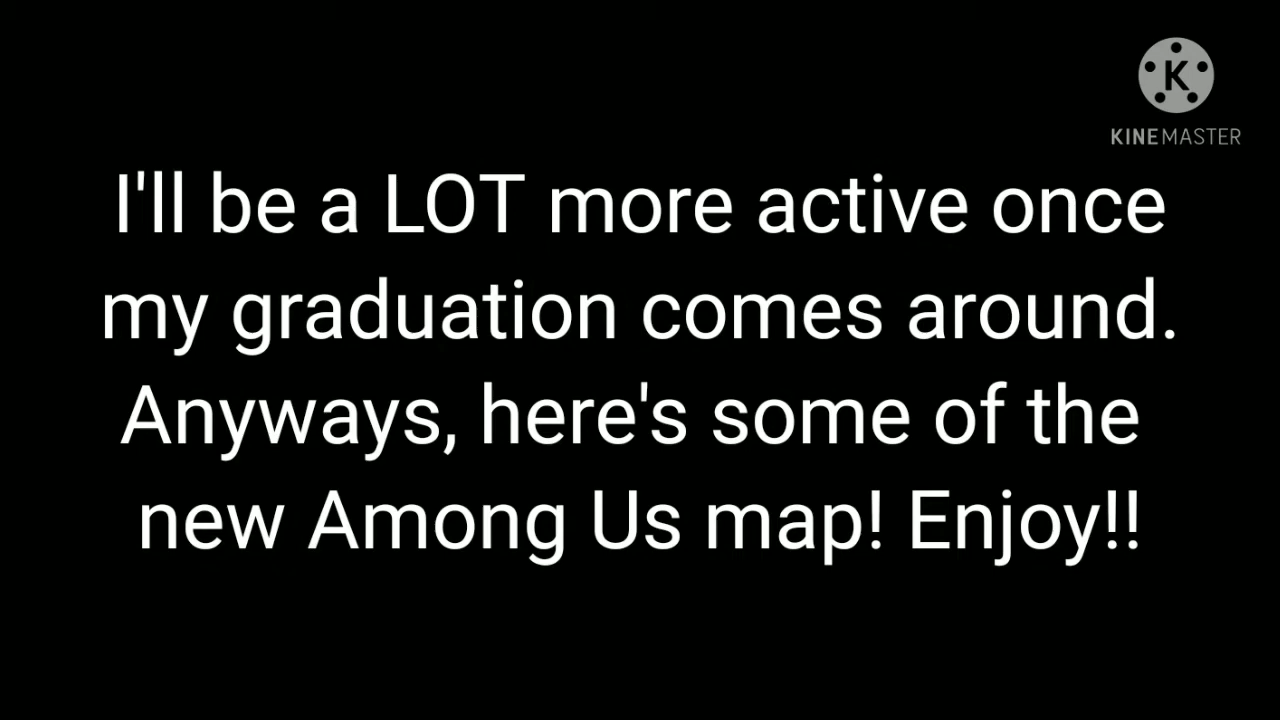 K
KINEMASTER
I'll be a LOT more active once
my graduation comes around.
Anyways, here's some of the
new Among Us map! Enjoy!!